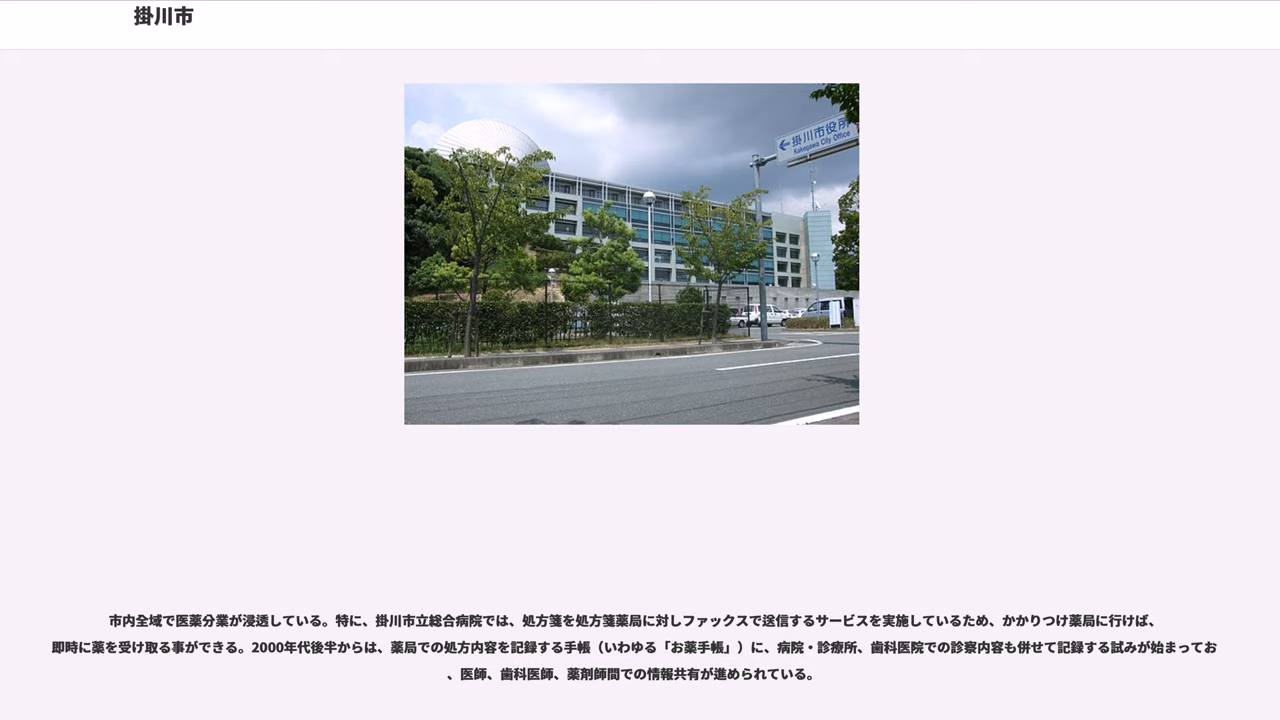 掛川市
掛川市役所
Kakegawa City Office
市内全域で医薬分業が浸透している。特に、掛川市立総合病院では、処方箋を処方箋薬局に対しファックスで送信するサービスを実施しているため、かかりつけ薬局に行けば、
即時に薬を受け取る事ができる。2000年代後半からは、薬局での処方内容を記録する手帳（いわゆる「お薬手帳」）に、病院・診療所、歯科医院での診察内容も併せて記録する試みが始まってお
、医師、歯科医師、薬剤師間での情報共有が進められている。